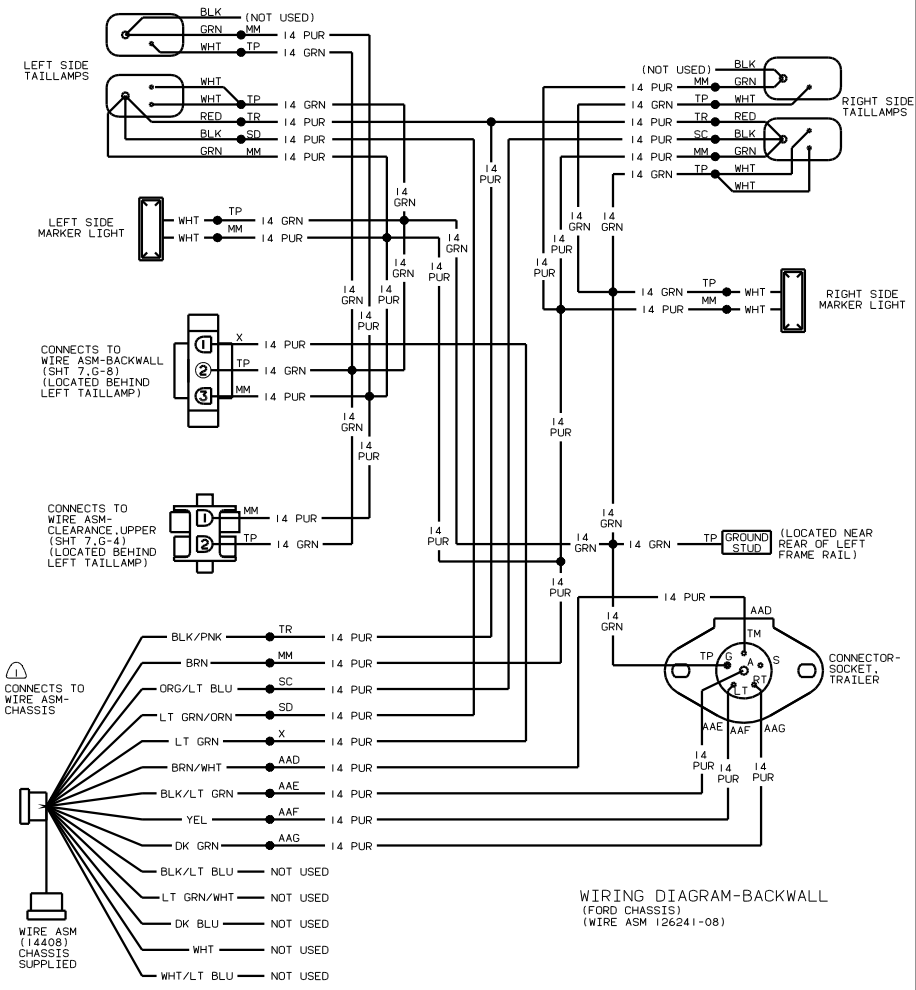 BLK (NOT USED)
GRN MM 14 PUR
WHT TP 14 GRN
LEFT SIDE
TAILLAMPS
WHT
WHT TP 14 GRN
RED TR 14 PUR
BLK SD 14 PUR
GRN MM 14 PUR
(NOT USED) BLK
14 PUR MM GRN
14 GRN TP WHT
14 PUR TR RED
14 PUR SC BLK
14 PUR MM GRN
14 GRN TP WHT
WHT
RIGHT SIDE
TAILLAMPS
14
PUR
14
GRN
LEFT SIDE
MARKER LIGHT
WHT TP 14 GRN
WHT MM 14 PUR
14
GRN
14
PUR
14
GRN
14
PUR
14
GRN
14
PUR
14
GRN
14
PUR
14
PUR
14
GRN
14
PUR
14 GRN TP WHT
14 PUR MM WHT
RIGHT SIDE
MARKER LIGHT
CONNECTS TO
WIRE ASM-BACKWALL
(SHT 7,G-8)
(LOCATED BEHIND
LEFT TAILLAMP)
1 X 14 PUR
2 TP 14 GRN
3 MM 14 PUR
14
GRN
14
PUR
14
PUR
CONNECTS TO
WIRE ASM-
CLEARANCE,UPPER
(SHT 7,G-4)
(LOCATED BEHIND
LEFT TAILLAMP)
1 MM 14 PUR
2 TP 14 GRN
14
PUR
14
GRN
14
GRN
14 GRN TP GROUND
STUD
(LOCATED NEAR
REAR OF LEFT
FRAME RAIL)
14
PUR
14
GRN
14 PUR
AAD
TM
TP G A S
RT
LT
CONNECTOR-
SOCKET,
TRAILER
AAE AAF AAG
14
PUR
14
PUR
14
PUR
1
CONNECTS TO
WIRE ASM-
CHASSIS
BLK/PNK TR 14 PUR
BRN MM 14 PUR
ORG/LT BLU SC 14 PUR
LT GRN/ORN SD 14 PUR
LT GRN X 14 PUR
BRN/WHT AAD 14 PUR
BLK/LT GRN AAE 14 PUR
YEL AAF 14 PUR
DK GRN AAG 14 PUR
BLK/LT BLU NOT USED
LT GRN/WHT NOT USED
DK BLU NOT USED
WHT NOT USED
WHT/LT BLU NOT USED
WIRE ASM
(14408)
CHASSIS
SUPPLIED
WIRING DIAGRAM-BACKWALL
(FORD CHASSIS)
(WIRE ASM 126241-08)